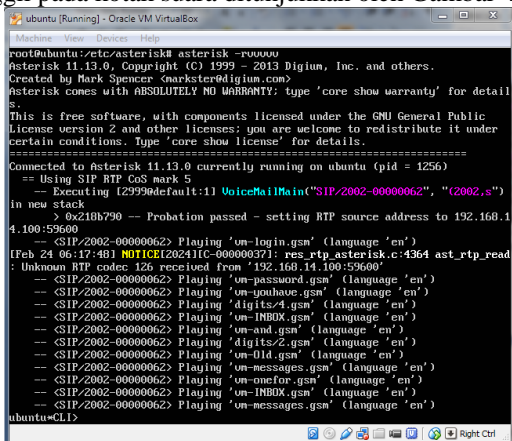 pada kotak suara ditunjukkan oleh Gambar
ubuntu [Running] - Oracle VM VirtualBox
Machine View Devices Help
root@ubuntu:/etc/asterisk# asterisk -rvvvvv
Asterisk 11.13.0, Copyright (C) 1999 - 2013 Digium, Inc. and others.
Created by Mark Spencer <markster@digium.com>
Asterisk comes with ABSOLUTELY NO WARRANTY; type 'core show warranty' for detail
s.
This is free software, with components licensed under the GNU General Public
License version 2 and other licenses; you are welcome to redistribute it under
certain conditions. Type 'core show license' for details.
=========================================================================
Connected to Asterisk 11.13.0 currently running on ubuntu (pid = 1256)
== Using SIP RTP CoS mark 5
-- Executing [2999@default:1] VoiceMailMain("SIP/2002-00000062", "(2002,s")
in new stack
> 0x218b790 -- Probation passed - setting RTP source address to 192.168.1
4.100:59600
-- <SIP/2002-00000062> Playing 'vm-login.gsm' (language 'en')
[Feb 24 06:17:48] NOTICE[2024][C-00000037]: res_rtp_asterisk.c:4364 ast_rtp_read
: Unknown RTP codec 126 received from '192.168.14.100:59600'
-- <SIP/2002-00000062> Playing 'vm-password.gsm' (language 'en')
-- <SIP/2002-00000062> Playing 'vm-youhave.gsm' (language 'en')
-- <SIP/2002-00000062> Playing 'digits/4.gsm' (language 'en')
-- <SIP/2002-00000062> Playing 'vm-INBOX.gsm' (language 'en')
-- <SIP/2002-00000062> Playing 'vm-and.gsm' (language 'en')
-- <SIP/2002-00000062> Playing 'digits/2.gsm' (language 'en')
-- <SIP/2002-00000062> Playing 'vm-Old.gsm' (language 'en')
-- <SIP/2002-00000062> Playing 'vm-messages.gsm' (language 'en')
-- <SIP/2002-00000062> Playing 'vm-onefor.gsm' (language 'en')
-- <SIP/2002-00000062> Playing 'vm-INBOX.gsm' (language 'en')
-- <SIP/2002-00000062> Playing 'vm-messages.gsm' (language 'en')
ubuntu*CLI>
Right Ctrl